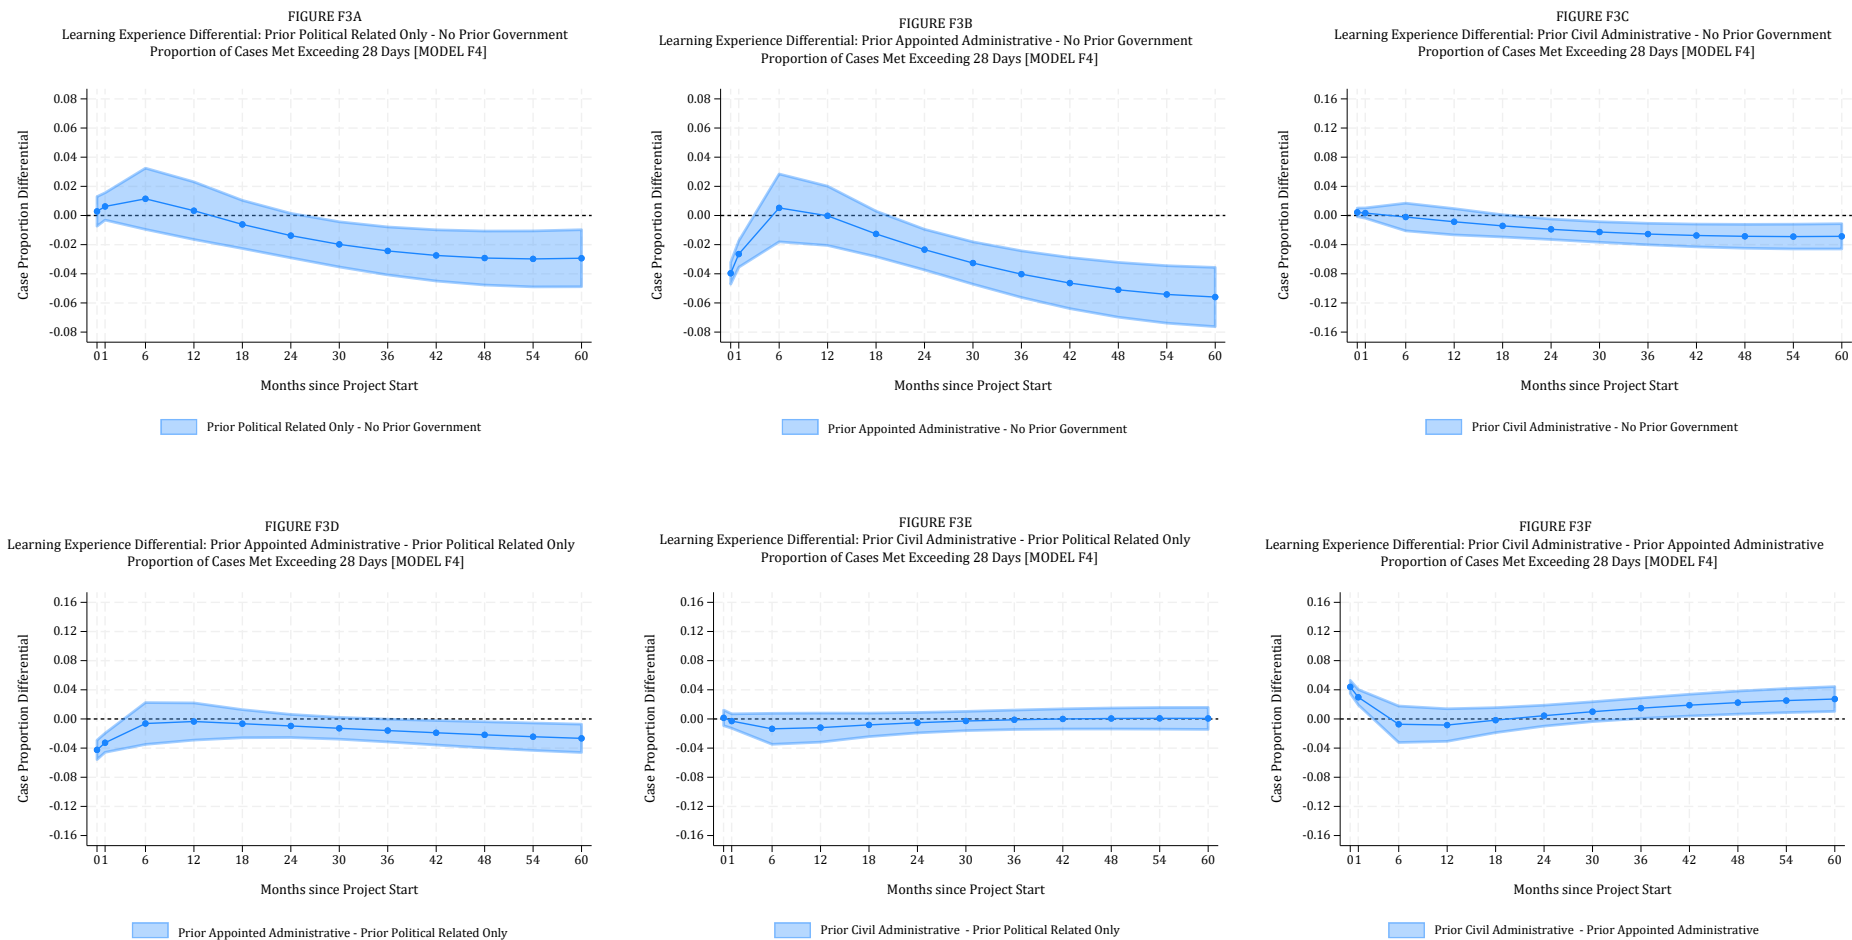 FIGURE F3A
Learning Experience Differential: Prior Political Related Only - No Prior Government
Proportion of Cases Met Exceeding 28 Days [MODEL F4]
Case Proportion Differential
0.08
0.06
0.04
0.02
0.00
-0.02
-0.04
-0.06
-0.08
0 1 6 12 18 24 30 36 42 48 54 60
Months since Project Start
Prior Political Related Only - No Prior Government
FIGURE F3B
Learning Experience Differential: Prior Appointed Administrative - No Prior Government
Proportion of Cases Met Exceeding 28 Days [MODEL F4]
Case Proportion Differential
0.08
0.06
0.04
0.02
0.00
-0.02
-0.04
-0.06
-0.08
0 1 6 12 18 24 30 36 42 48 54 60
Months since Project Start
Prior Appointed Administrative - No Prior Government
FIGURE F3C
Learning Experience Differential: Prior Civil Administrative - No Prior Government
Proportion of Cases Met Exceeding 28 Days [MODEL F4]
Case Proportion Differential
0.16
0.12
0.08
0.04
0.00
-0.04
-0.08
-0.12
-0.16
0 1 6 12 18 24 30 36 42 48 54 60
Months since Project Start
Prior Civil Administrative - No Prior Government
FIGURE F3D
Learning Experience Differential: Prior Appointed Administrative - Prior Political Related Only
Proportion of Cases Met Exceeding 28 Days [MODEL F4]
Case Proportion Differential
0.16
0.12
0.08
0.04
0.00
-0.04
-0.08
-0.12
-0.16
0 1 6 12 18 24 30 36 42 48 54 60
Months since Project Start
Prior Appointed Administrative - Prior Political Related Only
FIGURE F3E
Learning Experience Differential: Prior Civil Administrative - Prior Political Related Only
Proportion of Cases Met Exceeding 28 Days [MODEL F4]
Case Proportion Differential
0.16
0.12
0.08
0.04
0.00
-0.04
-0.08
-0.12
-0.16
0 1 6 12 18 24 30 36 42 48 54 60
Months since Project Start
Prior Civil Administrative - Prior Political Related Only
FIGURE F3F
Learning Experience Differential: Prior Civil Administrative - Prior Appointed Administrative
Proportion of Cases Met Exceeding 28 Days [MODEL F4]
Case Proportion Differential
0.16
0.12
0.08
0.04
0.00
-0.04
-0.08
-0.12
-0.16
0 1 6 12 18 24 30 36 42 48 54 60
Months since Project Start
Prior Civil Administrative - Prior Appointed Administrative